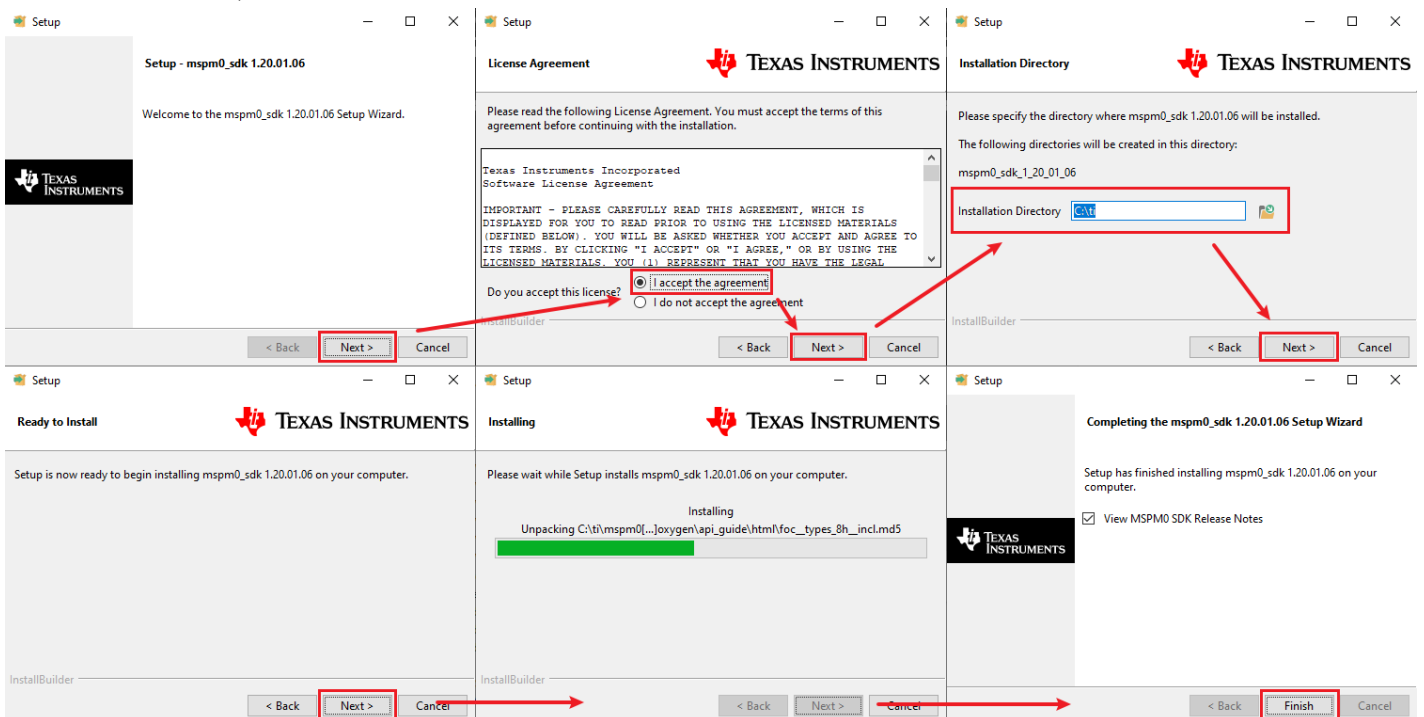 Setup
Setup - mspm0_sdk 1.20.01.06
Welcome to the mspm0_sdk 1.20.01.06 Setup Wizard.
TEXAS
INSTRUMENTS
< Back
Next >
Cancel
Setup
License Agreement
TEXAS INSTRUMENTS
Please read the following License Agreement. You must accept the terms of this
agreement before continuing with the installation.
Texas Instruments Incorporated
Software License Agreement
IMPORTANT - PLEASE CAREFULLY READ THIS AGREEMENT, WHICH IS
DISPLAYED FOR YOU TO READ PRIOR TO USING THE LICENSED MATERIALS
(DEFINED BELOW). YOU WILL BE ASKED WHETHER YOU ACCEPT AND AGREE TO
ITS TERMS. BY CLICKING "I ACCEPT" OR "I AGREE," OR BY USING THE
LICENSED MATERIALS, YOU (1) REPRESENT THAT YOU HAVE THE LEGAL
Do you accept this license?
I accept the agreement
I do not accept the agreement
InstallBuilder
< Back
Next >
Cancel
Setup
Installation Directory
TEXAS INSTRUMENTS
Please specify the directory where mspm0_sdk 1.20.01.06 will be installed.
The following directories will be created in this directory:
mspm0_sdk_1_20_01_06
Installation Directory
C:\ti
InstallBuilder
< Back
Next >
Cancel
Setup
Ready to Install
TEXAS INSTRUMENTS
Setup is now ready to begin installing mspm0_sdk 1.20.01.06 on your computer.
InstallBuilder
< Back
Next >
Cancel
Setup
Installing
TEXAS INSTRUMENTS
Please wait while Setup installs mspm0_sdk 1.20.01.06 on your computer.
Installing
Unpacking C:\ti\mspm0[...]oxygen\api_guide\html\foc__types_8h__incl.md5
InstallBuilder
< Back
Next >
Cancel
Setup
Completing the mspm0_sdk 1.20.01.06 Setup Wizard
Setup has finished installing mspm0_sdk 1.20.01.06 on your
computer.
View MSPM0 SDK Release Notes
TEXAS
INSTRUMENTS
< Back
Finish
Cancel